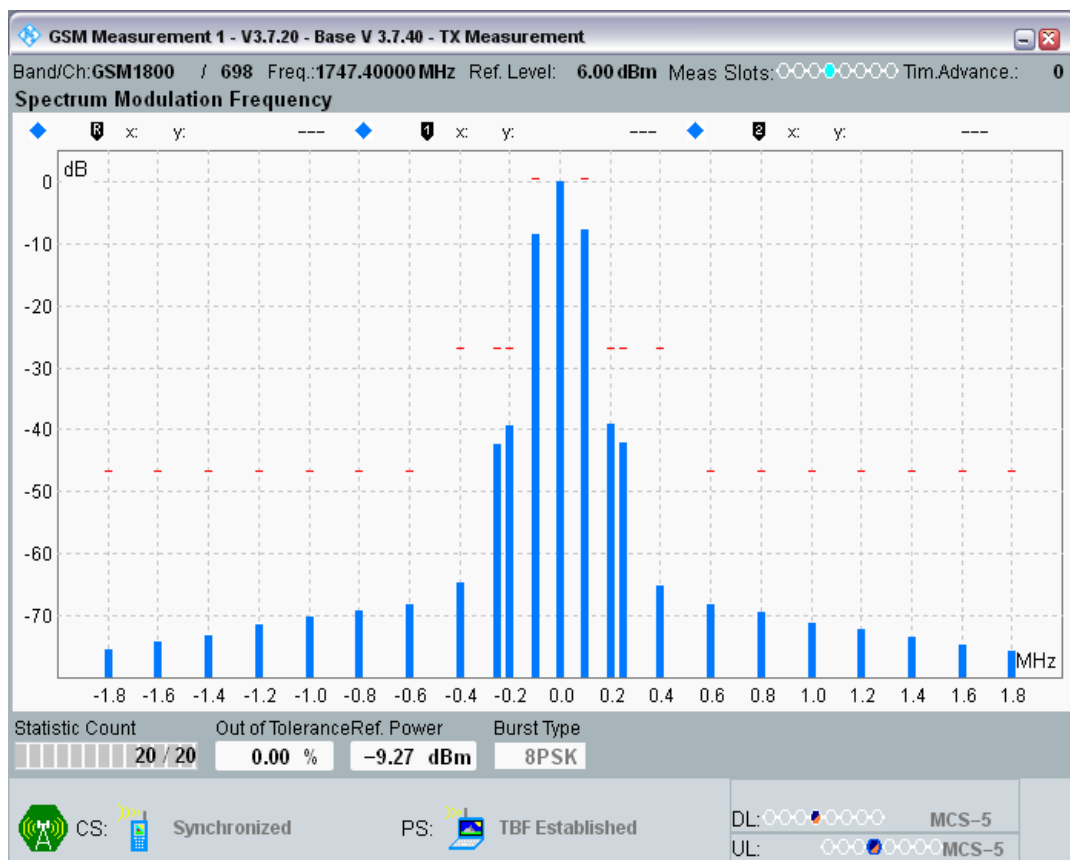 GSM Measurement 1 - V3.7.20 - Base V 3.7.40 - TX Measurement
Band/Ch:GSM1800 / 698 Freq.:1747.40000 MHz Ref. Level: 6.00 dBm Meas Slots: Tim.Advance.: 0
Spectrum Modulation Frequency
R x: y: --- 1 x: y: --- 2 x: y: ---
dB
0
-10
-20
-30
-40
-50
-60
-70
MHz
-1.8 -1.6 -1.4 -1.2 -1.0 -0.8 -0.6 -0.4 -0.2 0.0 0.2 0.4 0.6 0.8 1.0 1.2 1.4 1.6 1.8
Statistic Count Out of Tolerance Ref. Power Burst Type
20 / 20 0.00 % −9.27 dBm 8PSK
CS: Synchronized PS: TBF Established DL: MCS−5
UL: MCS−5